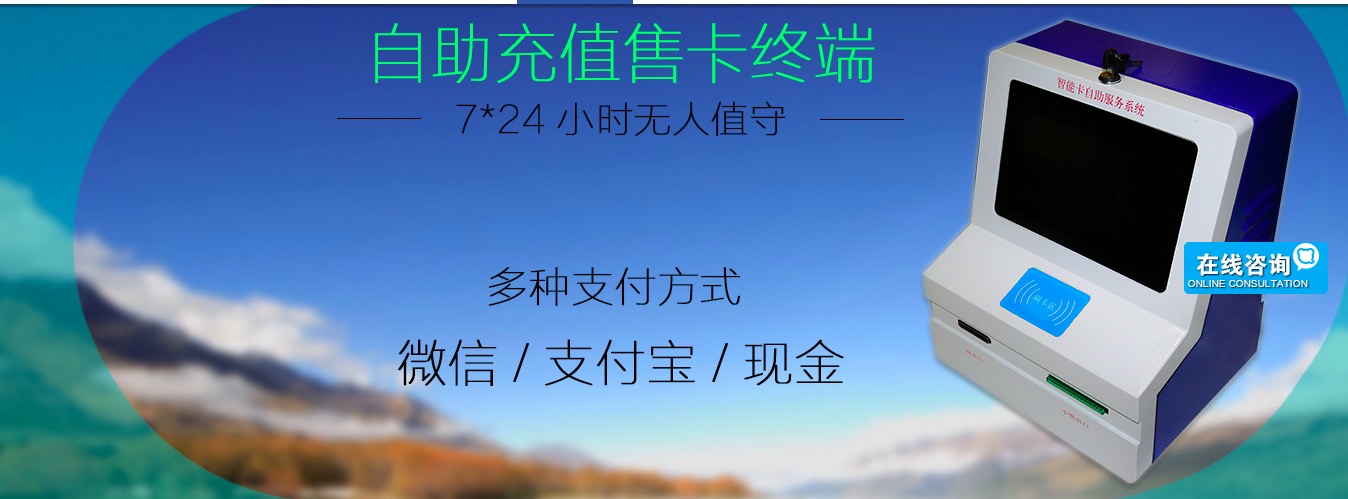 自助充值售卡终端
7*24 小时无人值守
多种支付方式
微信 / 支付宝 / 现金
智能卡自助服务系统
在线咨询
ONLINE CONSULTATION
刷卡区